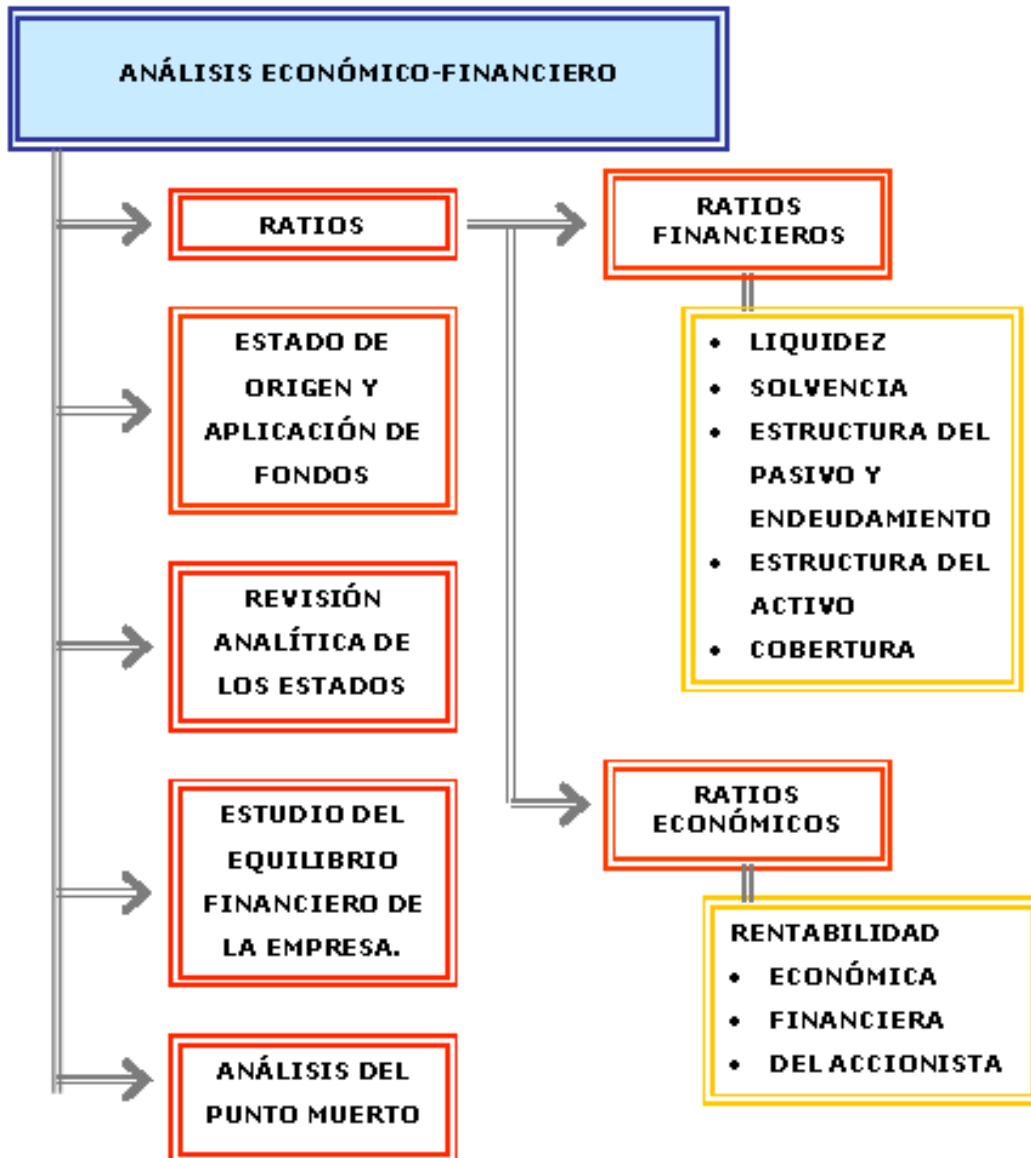 ANÁLISIS ECONÓMICO-FINANCIERO
RATIOS
ESTADO DE
ORIGEN Y
APLICACIÓN DE
FONDOS
REVISIÓN
ANALÍTICA DE
LOS ESTADOS
ESTUDIO DEL
EQUILIBRIO
FINANCIERO DE
LA EMPRESA.
ANÁLISIS DEL
PUNTO MUERTO
RATIOS
FINANCIEROS
• LIQUIDEZ
• SOLVENCIA
• ESTRUCTURA DEL
PASIVO Y
ENDEUDAMIENTO
• ESTRUCTURA DEL
ACTIVO
• COBERTURA
RATIOS
ECONÓMICOS
RENTABILIDAD
• ECONÓMICA
• FINANCIERA
• DEL ACCIONISTA